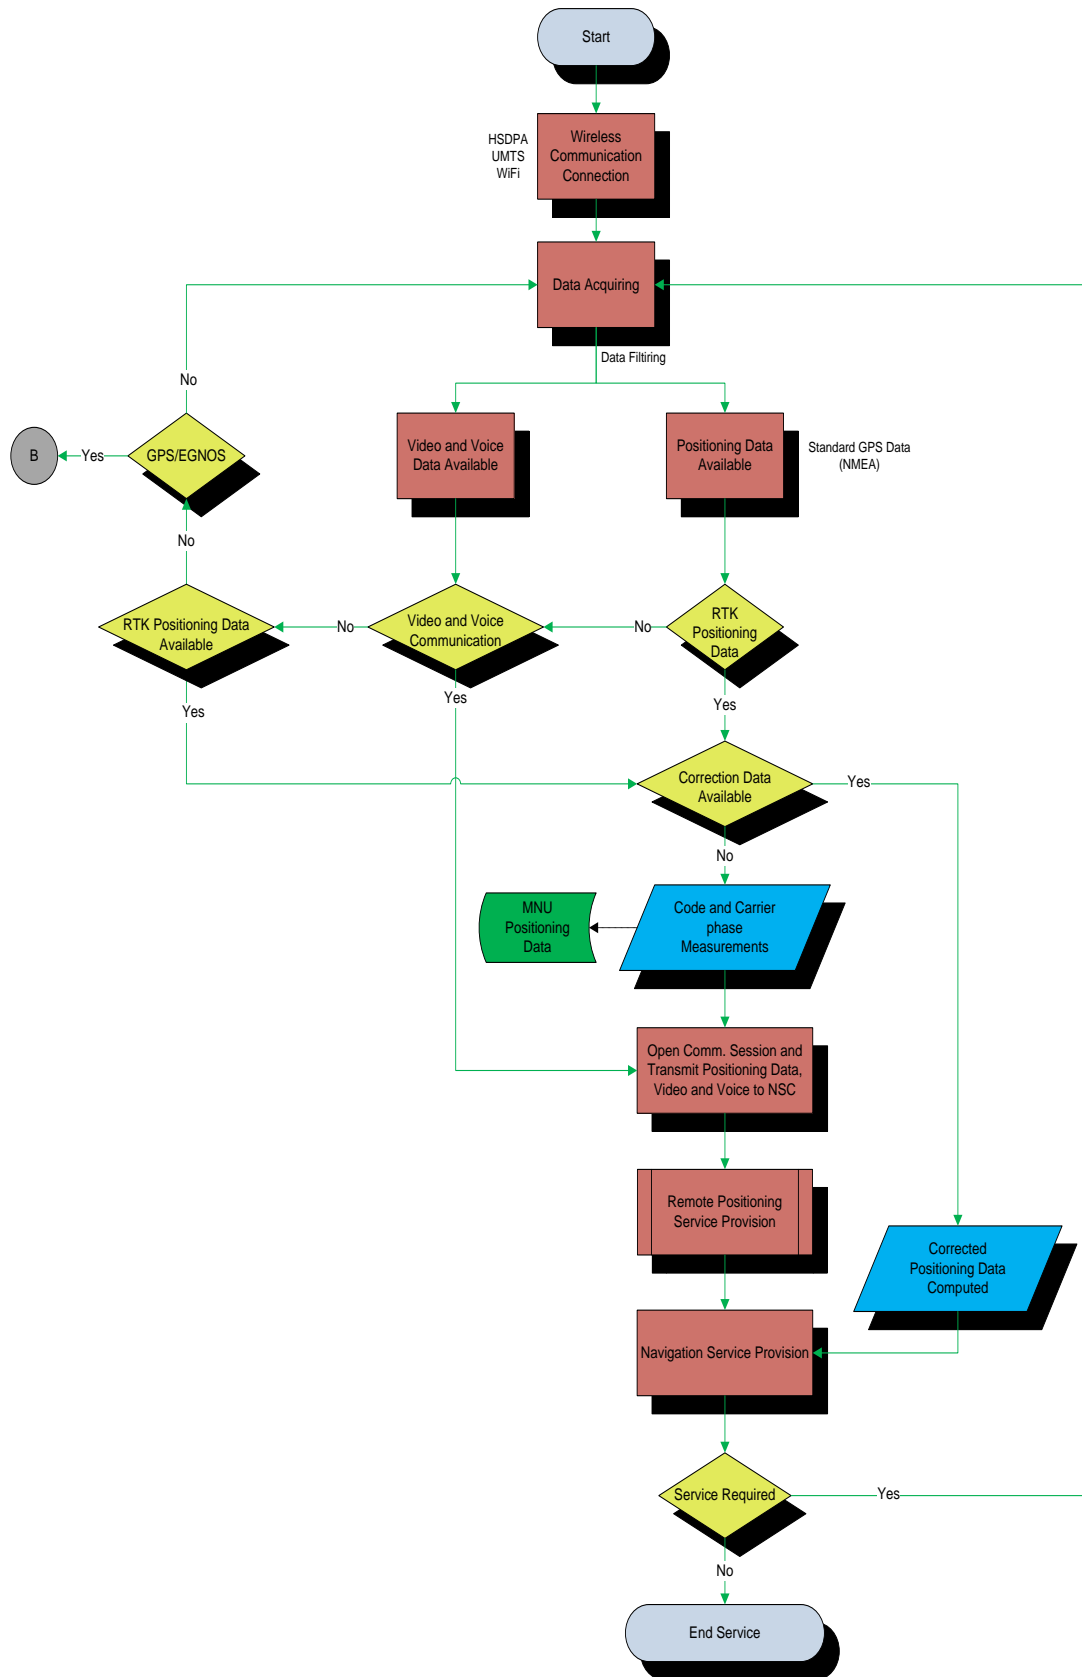 Start
HSDPA
UMTS
WiFi
Wireless
Communication
Connection
Data Acquiring
Data Filtiring
No
B
Yes
GPS/EGNOS
Video and Voice
Data Available
Positioning Data
Available
Standard GPS Data
(NMEA)
No
RTK Positioning Data
Available
No
Video and Voice
Communication
No
RTK
Positioning
Data
Yes
Yes
Yes
Correction Data
Available
Yes
No
MNU
Positioning
Data
Code and Carrier
phase
Measurements
Open Comm. Session and
Transmit Positioning Data,
Video and Voice to NSC
Remote Positioning
Service Provision
Corrected
Positioning Data
Computed
Navigation Service Provision
Service Required
Yes
No
End Service